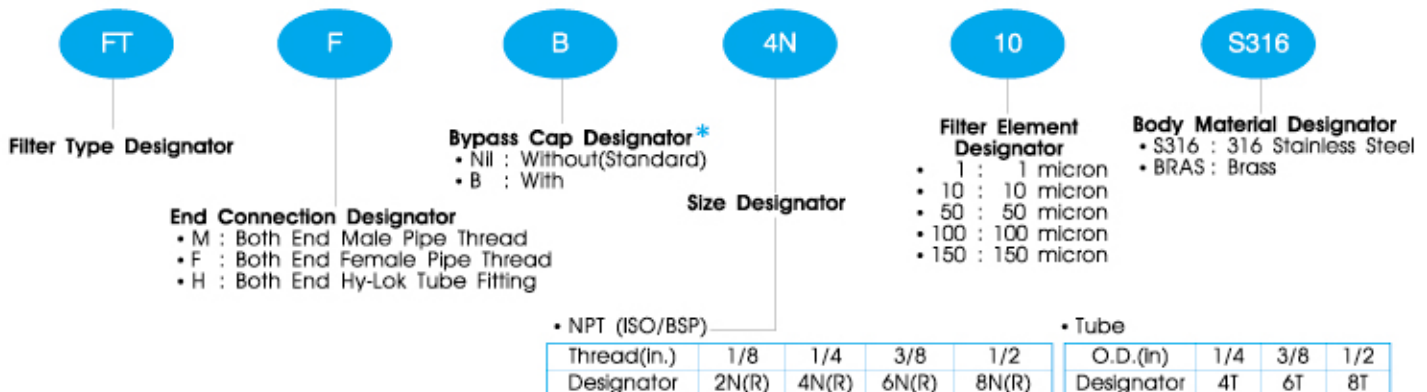 FT F B 4N 10 S316
Filter Type Designator
End Connection Designator
• M : Both End Male Pipe Thread
• F : Both End Female Pipe Thread
• H : Both End Hy-Lok Tube Fitting
Bypass Cap Designator*
• Nil : Without(Standard)
• B : With
Size Designator
• NPT (ISO/BSP)
Thread(in.) 1/8 1/4 3/8 1/2
Designator 2N(R) 4N(R) 6N(R) 8N(R)
• Tube
O.D.(in) 1/4 3/8 1/2
Designator 4T 6T 8T
Filter Element
Designator
• 1 : 1 micron
• 10 : 10 micron
• 50 : 50 micron
• 100 : 100 micron
• 150 : 150 micron
Body Material Designator
• S316 : 316 Stainless Steel
• BRAS : Brass